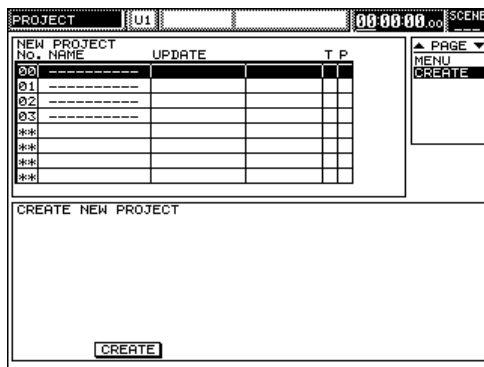 PROJECT U1 00:00:00.00 SCENE
---
NEW PROJECT
No. NAME UPDATE T P
00 ----------
01 ----------
02 ----------
03 ----------
**
**
**
**
▲ PAGE ▼
MENU
CREATE
CREATE NEW PROJECT
CREATE